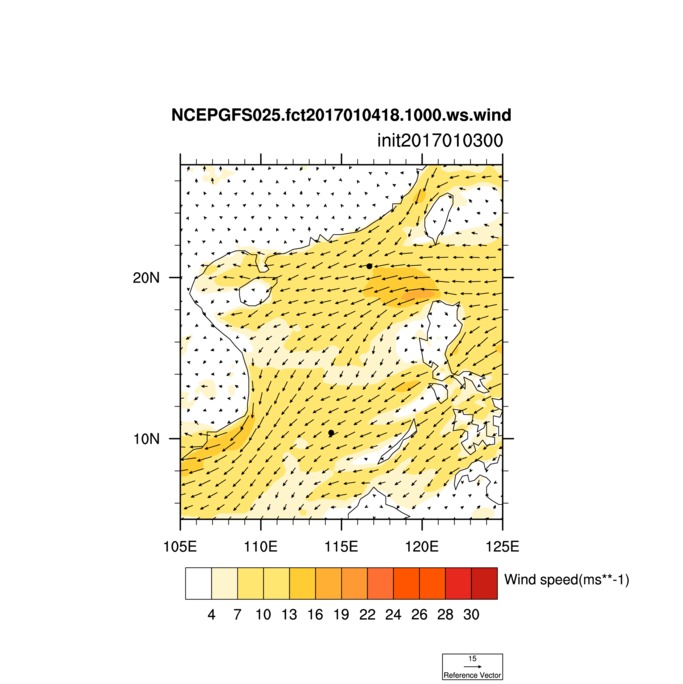 NCEPGFS025.fct2017010418.1000.ws.wind
init2017010300
20N
10N
105E 110E 115E 120E 125E
Wind speed(ms**-1)
4 7 10 13 16 19 22 24 26 28 30
15
Reference Vector